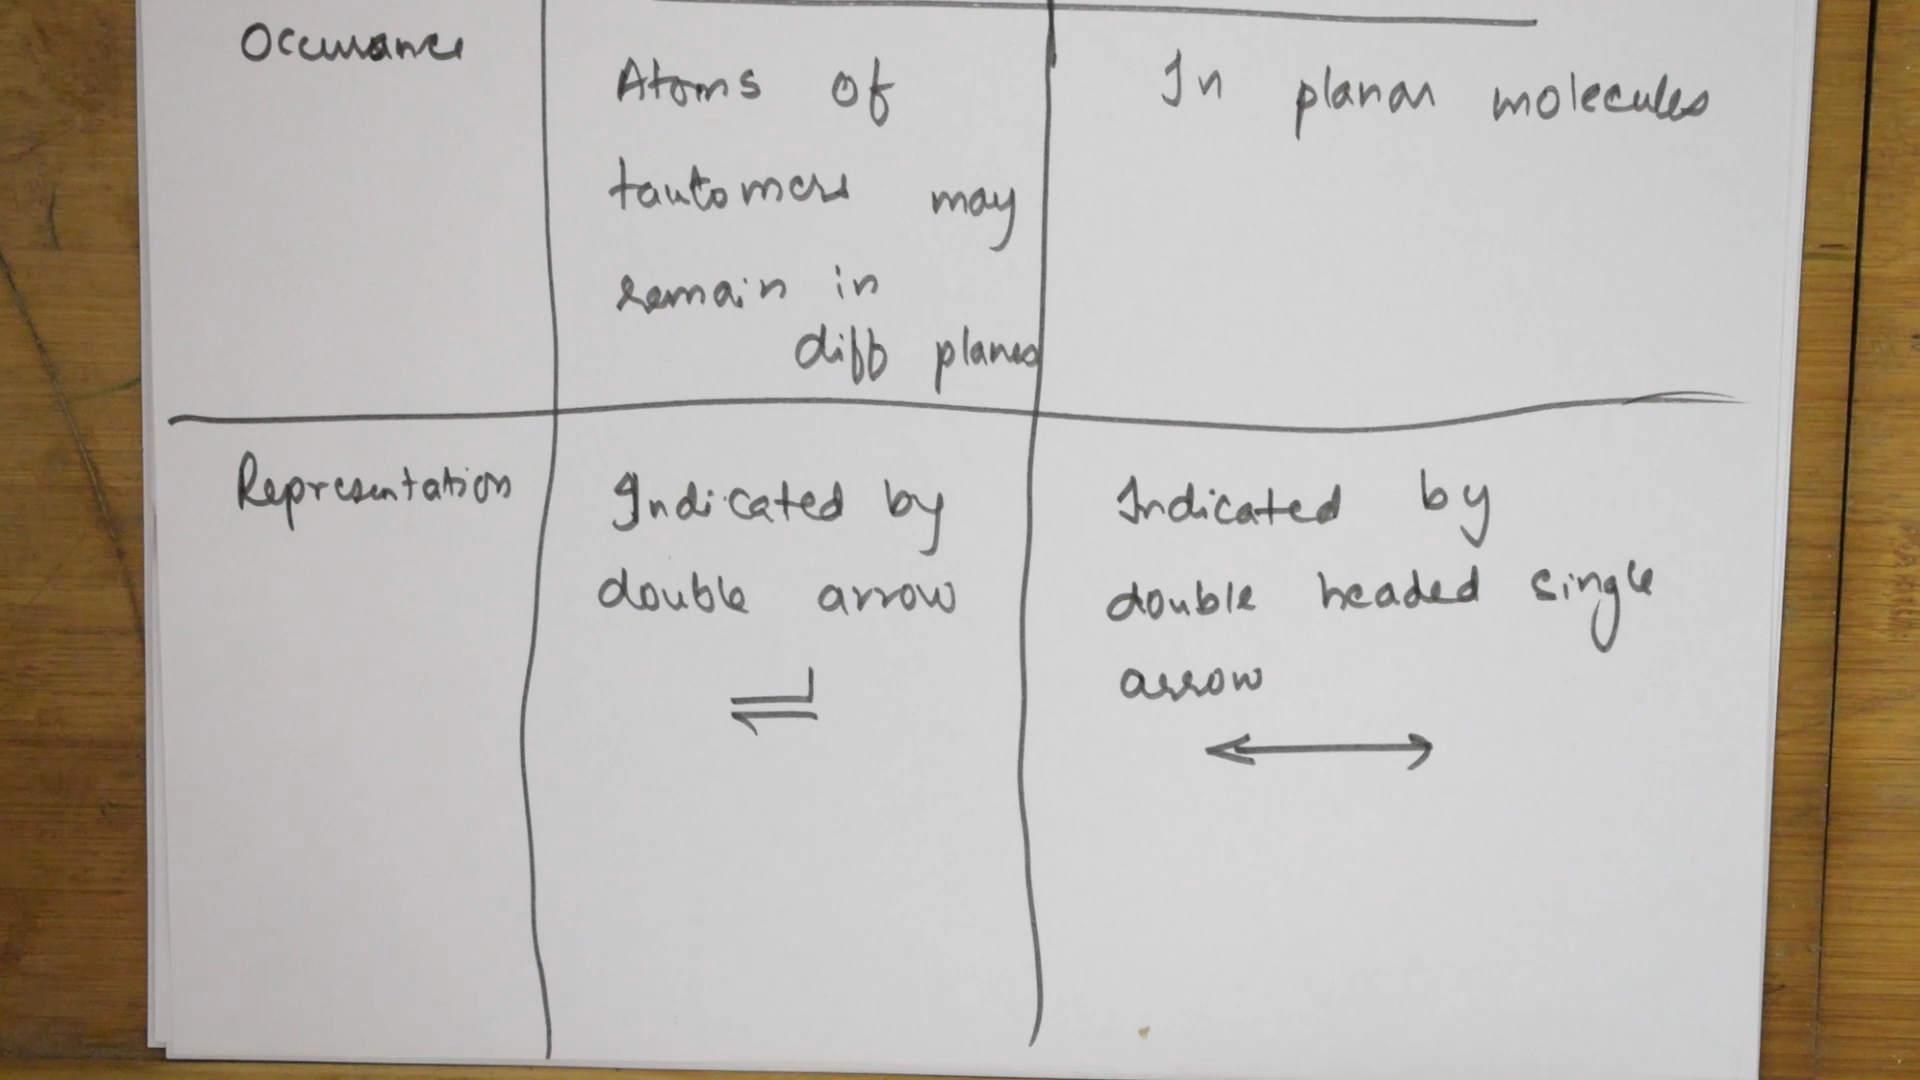 Occurance
Atoms of
tautomers may
remain in
diff planes
In planar molecules
Representation
Indicated by
double arrow
⇌
Indicated by
double headed single
arrow
⟷